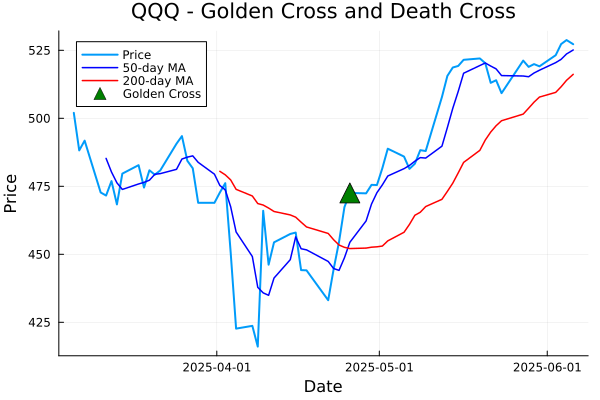 QQQ - Golden Cross and Death Cross
525
500
475
450
425
Price
Price
50-day MA
200-day MA
Golden Cross
2025-04-01
2025-05-01
2025-06-01
Date